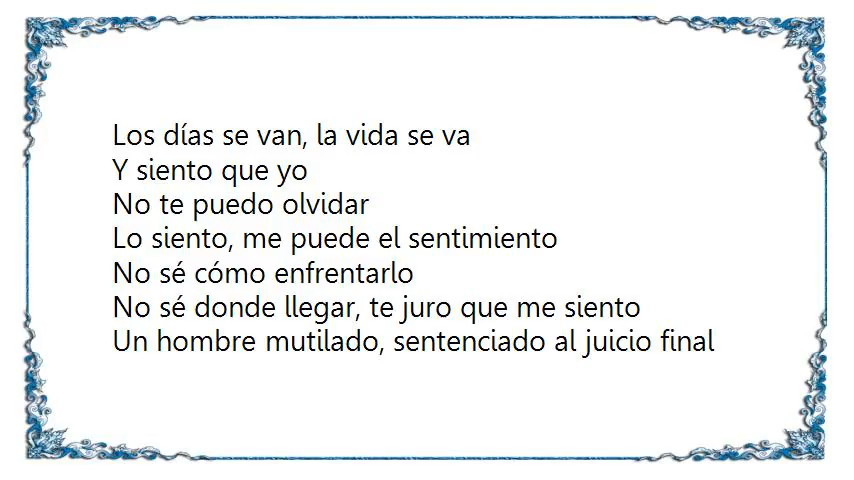 Los días se van, la vida se va
Y siento que yo
No te puedo olvidar
Lo siento, me puede el sentimiento
No sé cómo enfrentarlo
No sé donde llegar, te juro que me siento
Un hombre mutilado, sentenciado al juicio final